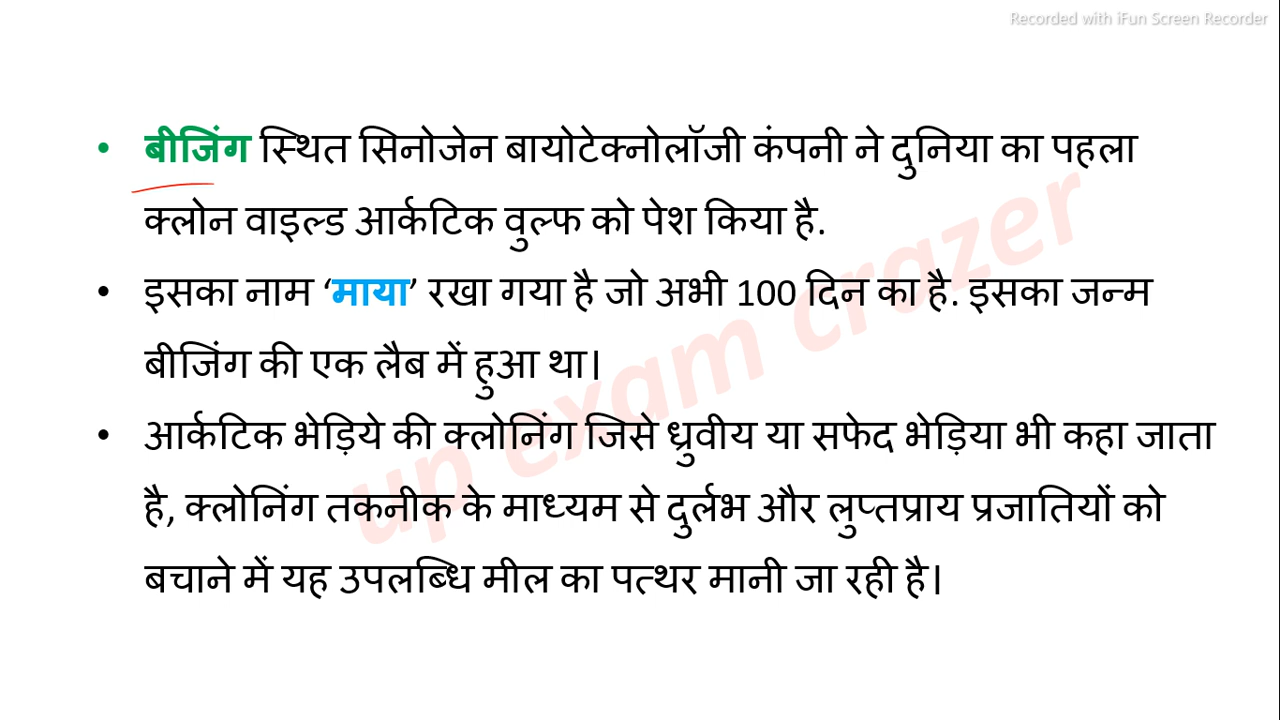 Recorded with iFun Screen Recorder
• बीजिंग स्थित सिनोजेन बायोटेक्नोलॉजी कंपनी ने दुनिया का पहला
क्लोन वाइल्ड आर्कटिक वुल्फ को पेश किया है.
• इसका नाम ‘माया’ रखा गया है जो अभी 100 दिन का है. इसका जन्म
बीजिंग की एक लैब में हुआ था।
• आर्कटिक भेड़िये की क्लोनिंग जिसे ध्रुवीय या सफेद भेड़िया भी कहा जाता
है, क्लोनिंग तकनीक के माध्यम से दुर्लभ और लुप्तप्राय प्रजातियों को
बचाने में यह उपलब्धि मील का पत्थर मानी जा रही है।
up exam crazer